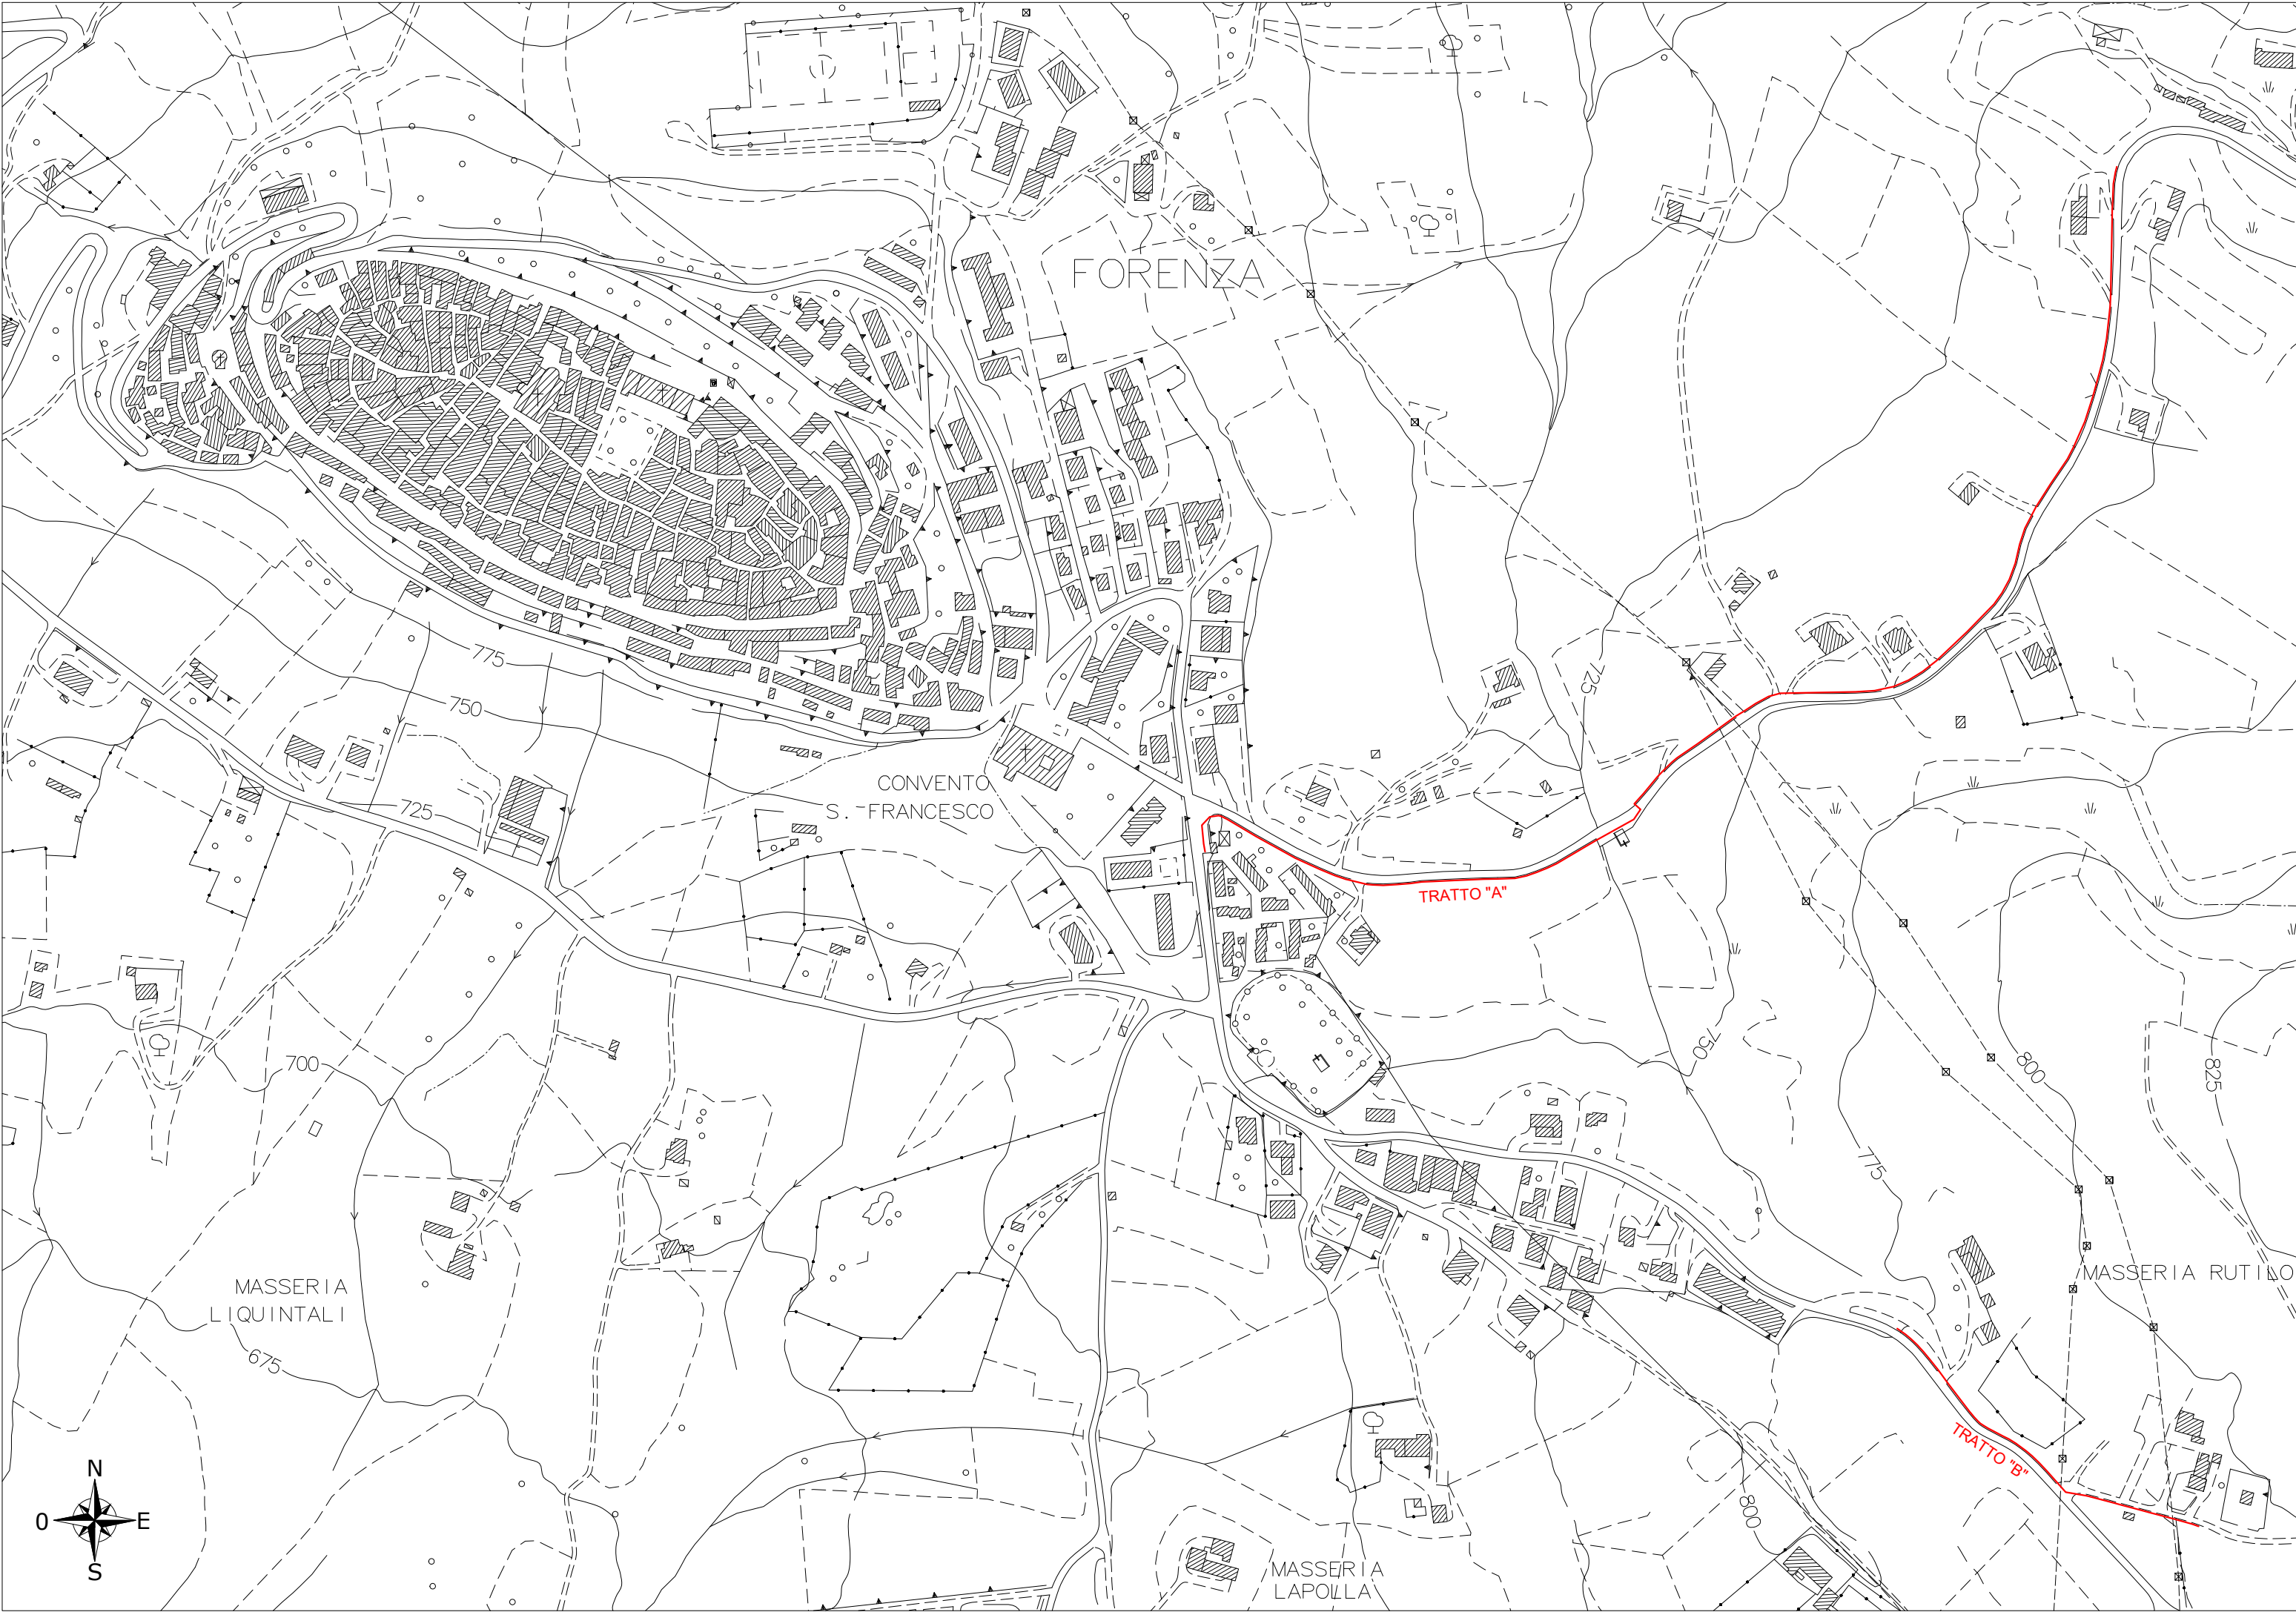 FORENZA
775
750
725
725
CONVENTO
S. FRANCESCO
TRATTO "A"
700
750
800
825
775
MASSERIA
LIQUINTALI
MASSERIA RUTILO
675
TRATTO "B"
800
N
O E
S
MASSERIA
LAPOLLA